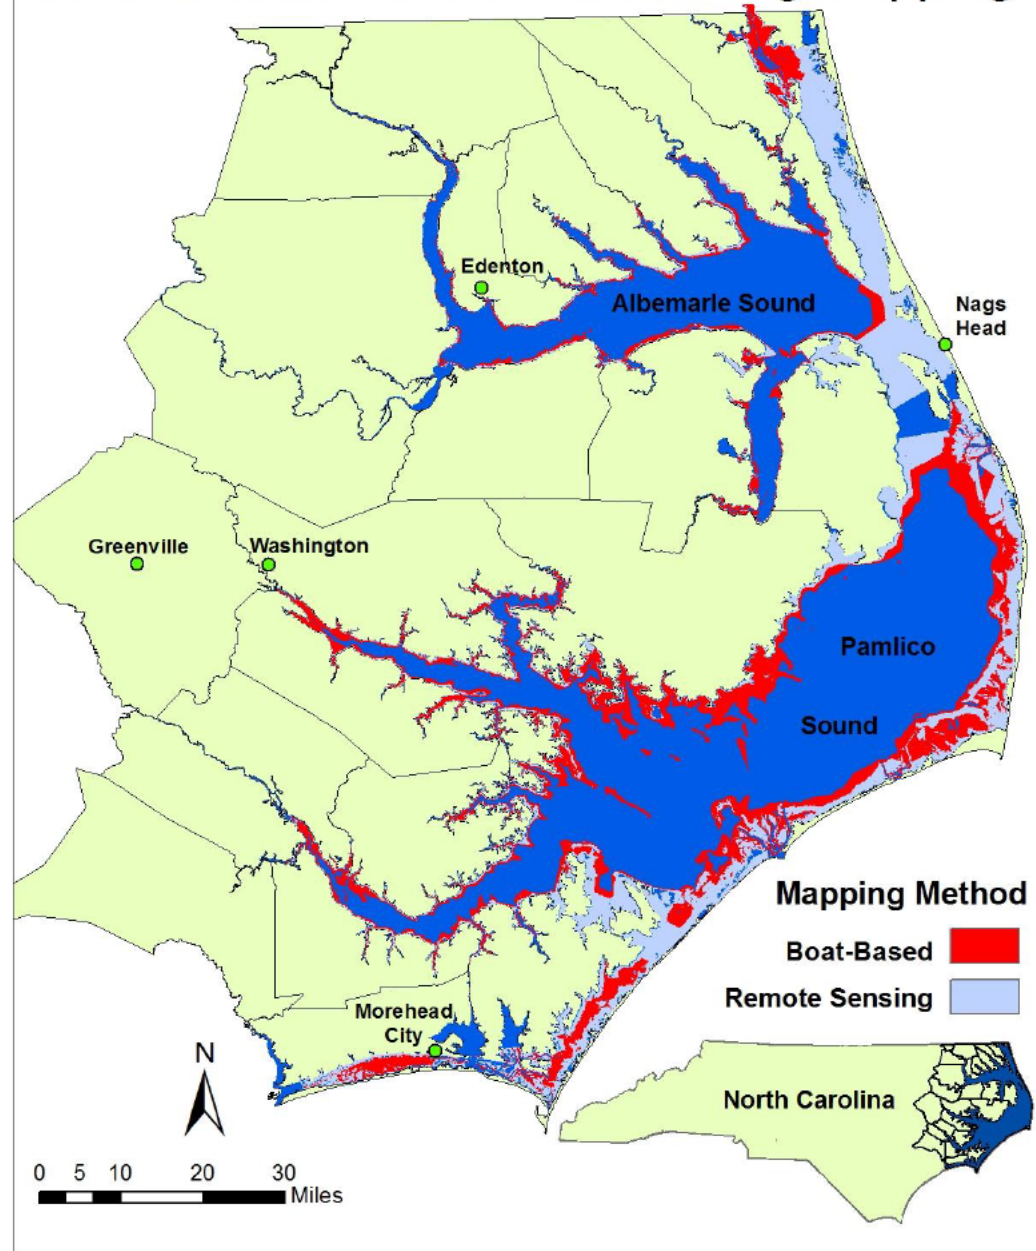 Edenton
Albemarle Sound
Nags
Head
Greenville
Washington
Pamlico
Sound
Mapping Method
Boat-Based
Remote Sensing
Morehead
City
N
North Carolina
0 5 10 20 30
Miles